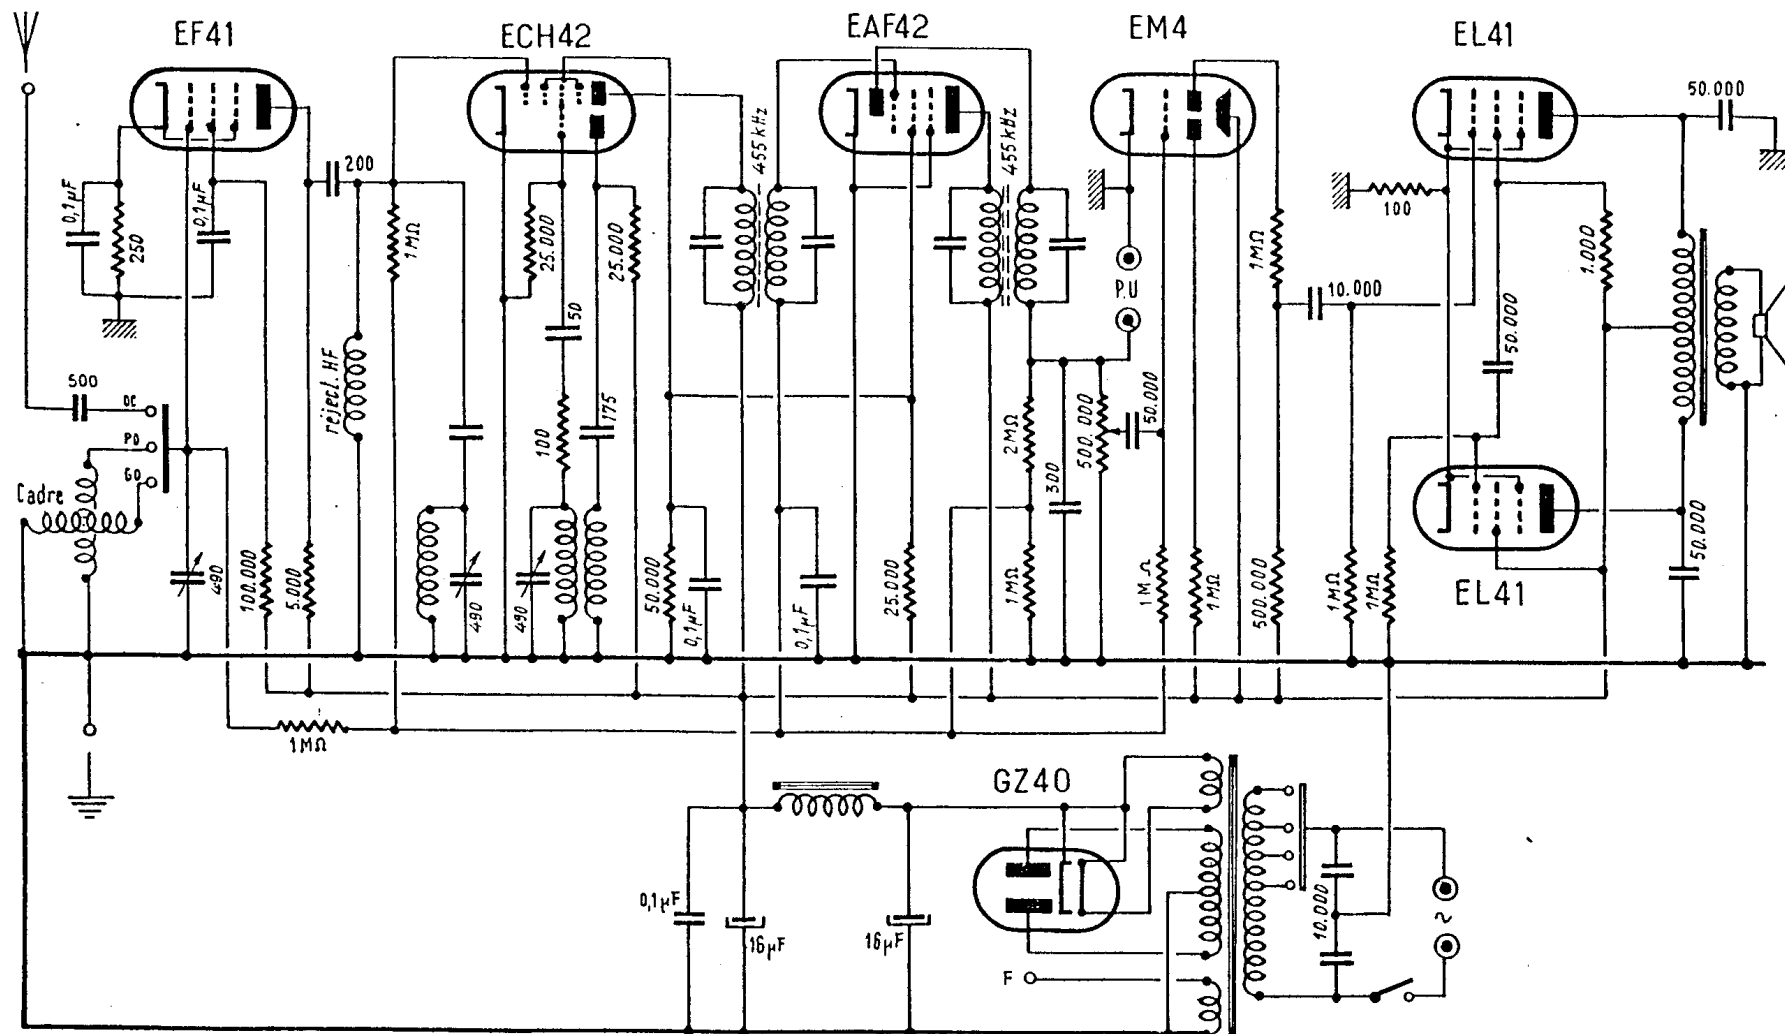 EF41
ECH42
EAF42
EM4
EL41
50.000
200
0,1µF
250
0,1µF
1MΩ
25.000
25.000
455 kHz
455 kHz
1MΩ
100
1.000
P.U
10.000
50
50.000
réject. HF
500
OC
PO
GO
Cadre
100
175
2MΩ
300
500.000
50.000
490
100.000
5.000
490
490
50.000
0,1µF
0,1µF
25.000
1MΩ
1MΩ
1MΩ
500.000
1MΩ
1MΩ
EL41
50.000
1MΩ
GZ40
0,1µF
16µF
16µF
F
10.000